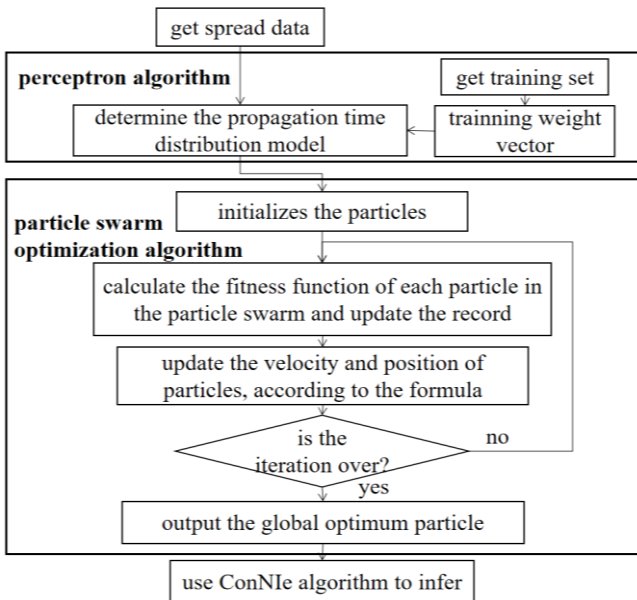 get spread data
perceptron algorithm
get training set
determine the propagation time
distribution model
trainning weight
vector
initializes the particles
particle swarm
optimization algorithm
calculate the fitness function of each particle in
the particle swarm and update the record
update the velocity and position of
particles, according to the formula
is the
iteration over?
no
yes
output the global optimum particle
use ConNIe algorithm to infer